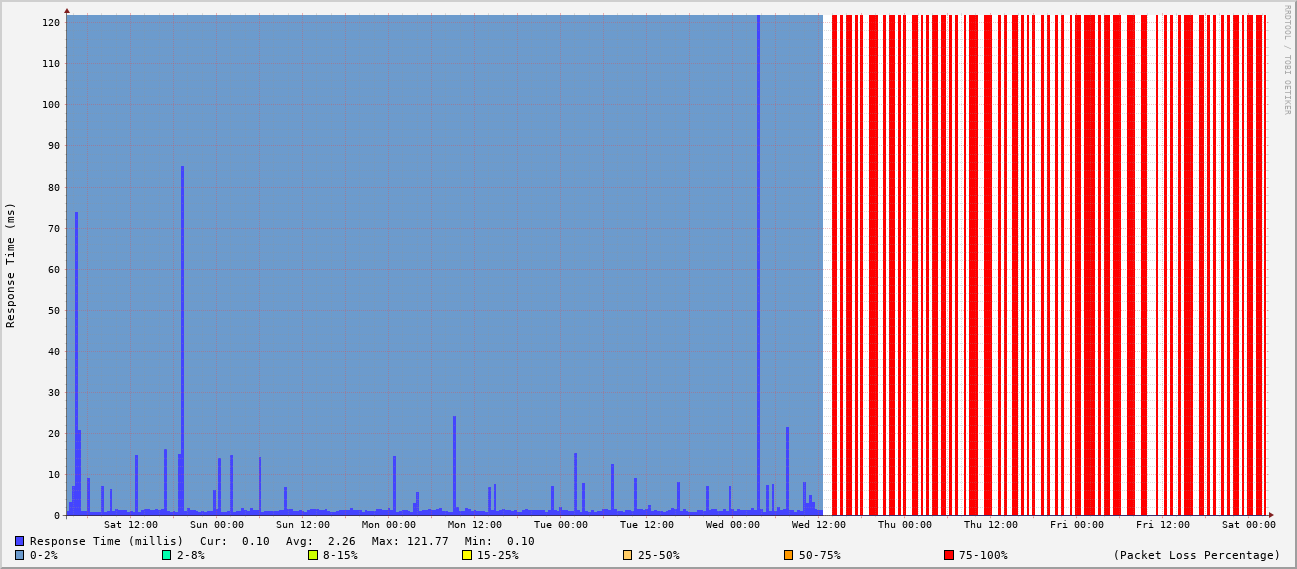 RRDTOOL / TOBI OETIKER
Response Time (ms)
120
110
100
90
80
70
60
50
40
30
20
10
0
Sat 12:00 Sun 00:00 Sun 12:00 Mon 00:00 Mon 12:00 Tue 00:00 Tue 12:00 Wed 00:00 Wed 12:00 Thu 00:00 Thu 12:00 Fri 00:00 Fri 12:00 Sat 00:00
Response Time (millis) Cur: 0.10 Avg: 2.26 Max: 121.77 Min: 0.10
0-2% 2-8% 8-15% 15-25% 25-50% 50-75% 75-100% (Packet Loss Percentage)